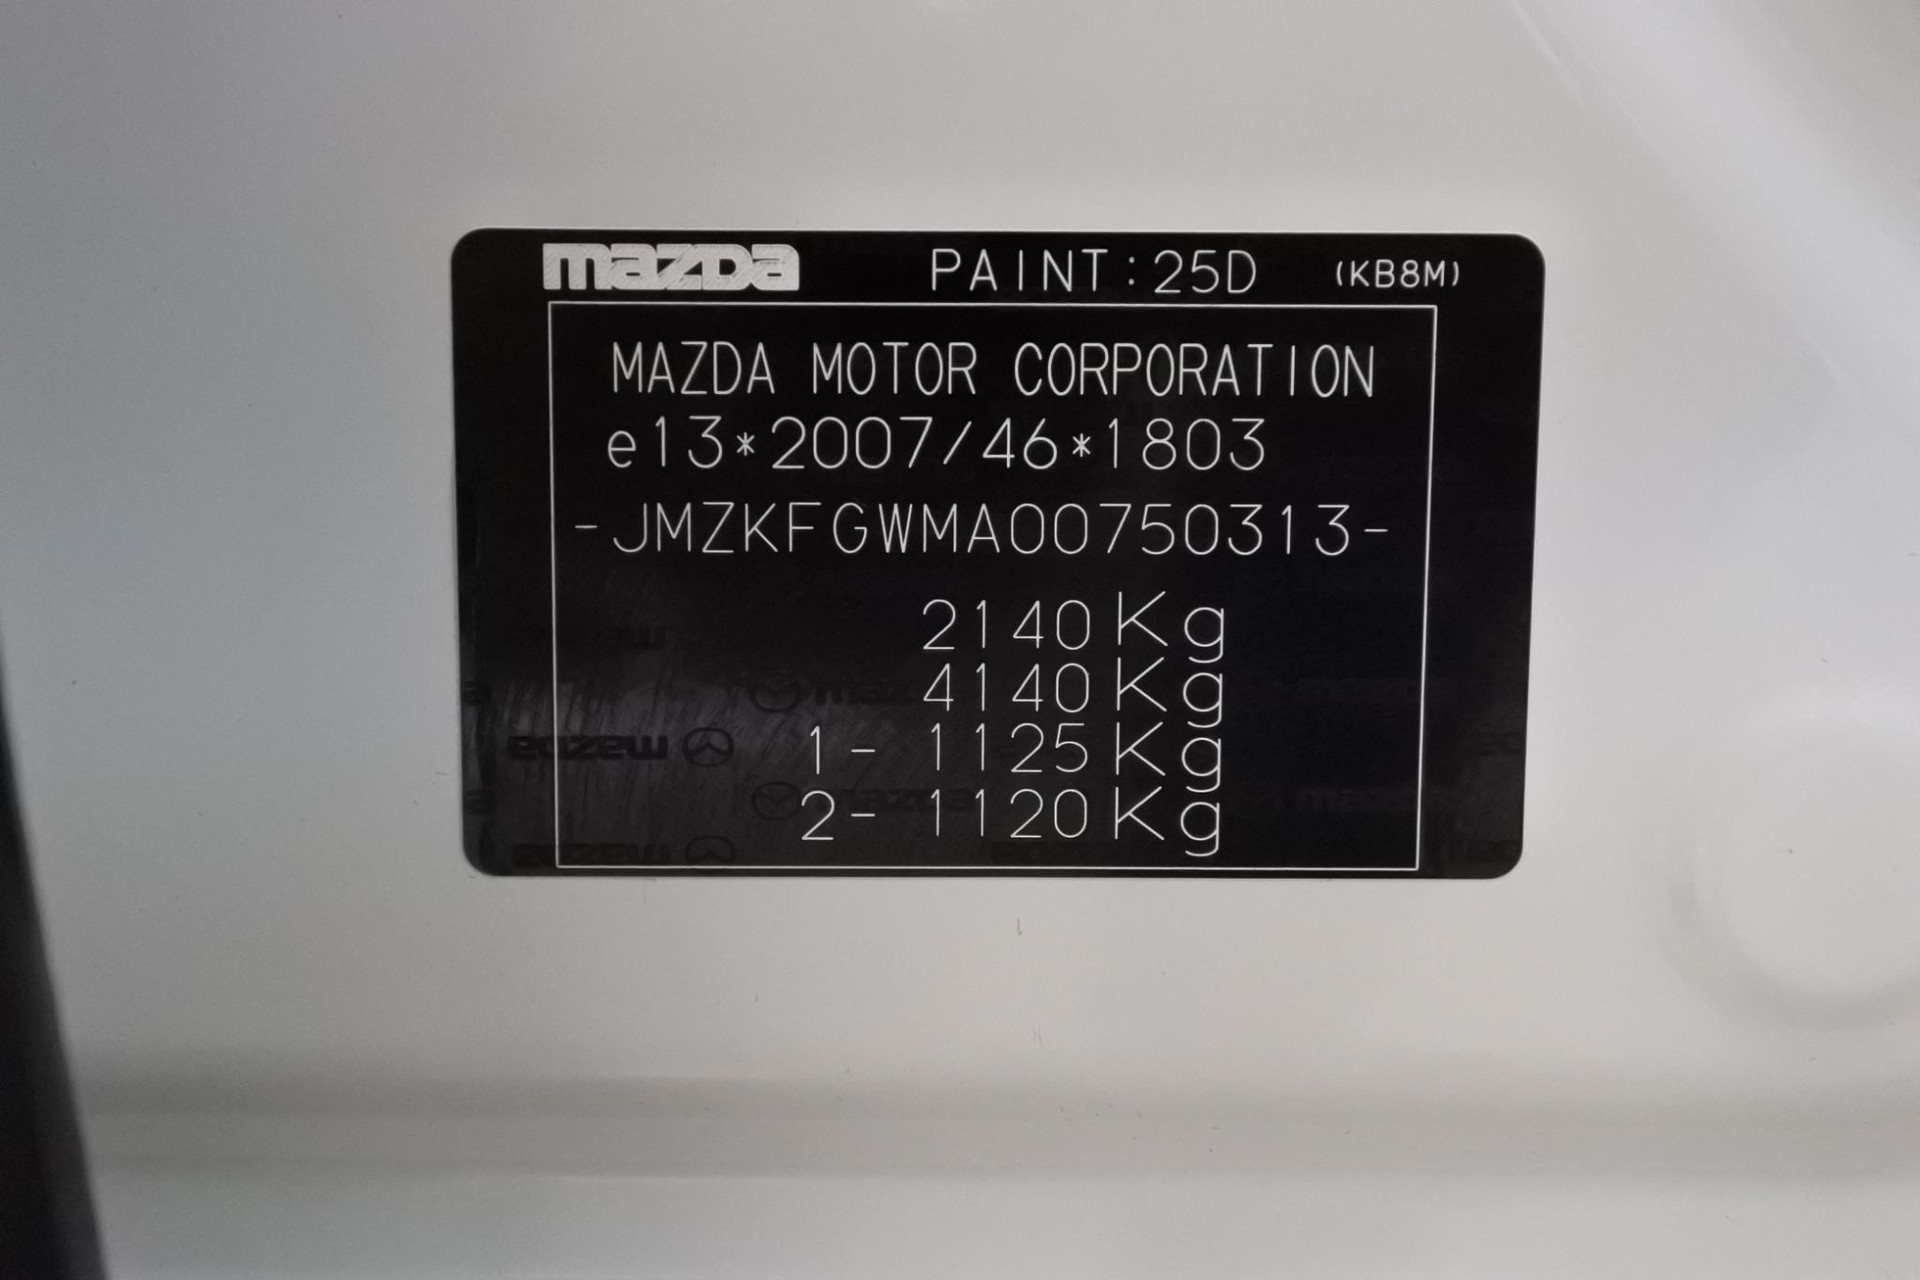 mazda PAINT:25D (KB8M)
MAZDA MOTOR CORPORATION
e13*2007/46*1803
-JMZKFGWMA00750313-
2140Kg
4140Kg
1- 1125Kg
2- 1120Kg